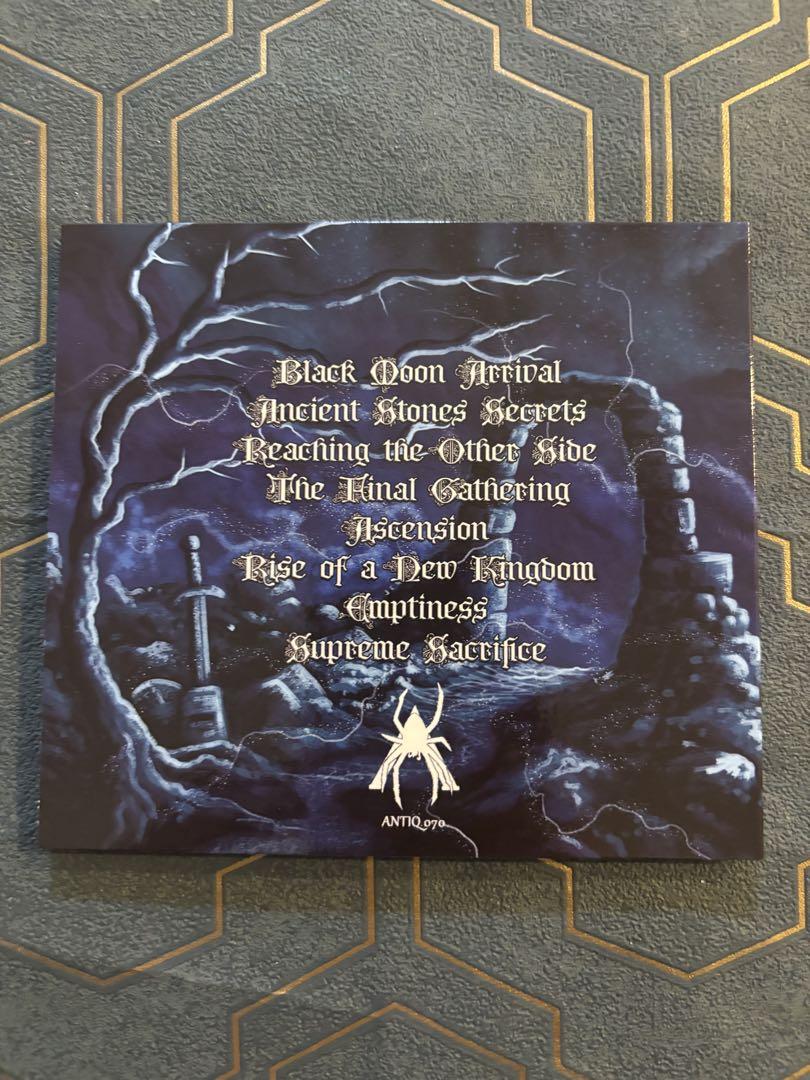 Black Moon Arrival
Ancient Stones Secrets
Reaching the Other Side
The Final Gathering
Ascension
Rise of a New Kingdom
Emptiness
Supreme Sacrifice
ANTIQ 070